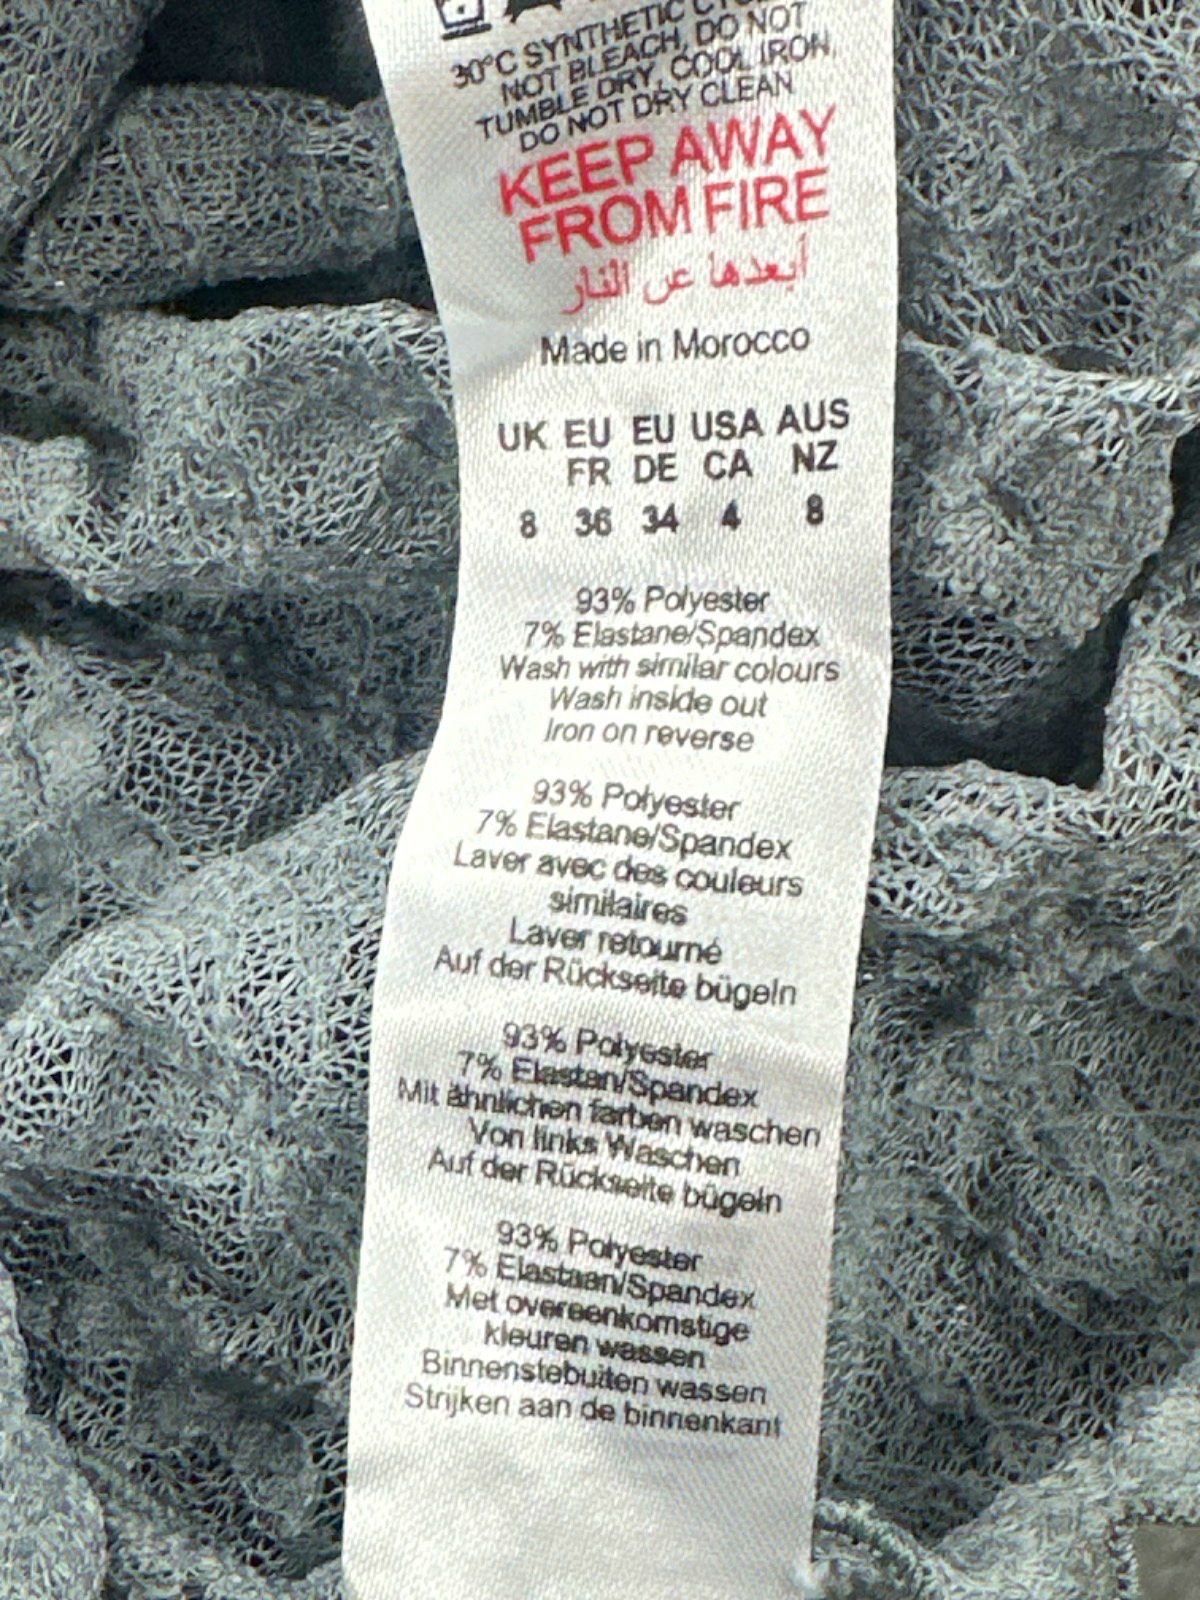 30°C SYNTHETIC
NOT BLEACH, DO NOT
TUMBLE DRY, COOL IRON,
DO NOT DRY CLEAN
KEEP AWAY
FROM FIRE
أبعدها عن النار
Made in Morocco
UK EU EU USA AUS
FR DE CA NZ
8 36 34 4 8
93% Polyester
7% Elastane/Spandex
Wash with similar colours
Wash inside out
Iron on reverse
93% Polyester
7% Elastane/Spandex
Laver avec des couleurs
similaires
Laver retourné
Auf der Rückseite bügeln
93% Polyester
7% Elastan/Spandex
Mit ähnlichen farben waschen
Von links Waschen
Auf der Rückseite bügeln
93% Polyester
7% Elastaan/Spandex
Met overeenkomstige
kleuren wassen
Binnenstebuiten wassen
Strijken aan de binnenkant